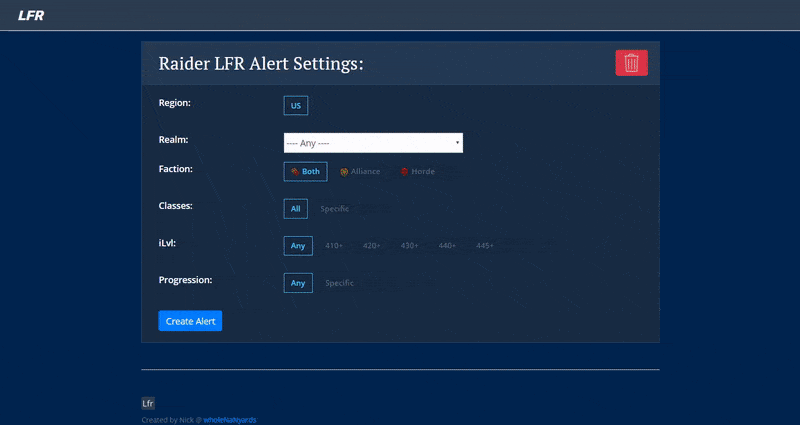 LFR
Raider LFR Alert Settings:
Region: US
Realm: ---- Any ----
Faction: Both Alliance Horde
Classes: All Specific
iLvl: Any 410+ 420+ 430+ 440+ 445+
Progression: Any Specific
Create Alert
Lfr
Created by Nick @ wholeNaNyards